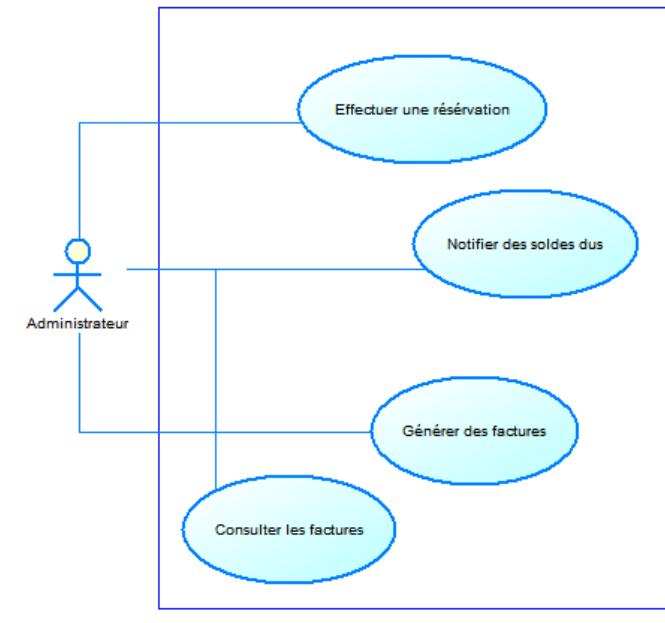 Effectuer une résérvation
Notifier des soldes dus
Administrateur
Générer des factures
Consulter les factures